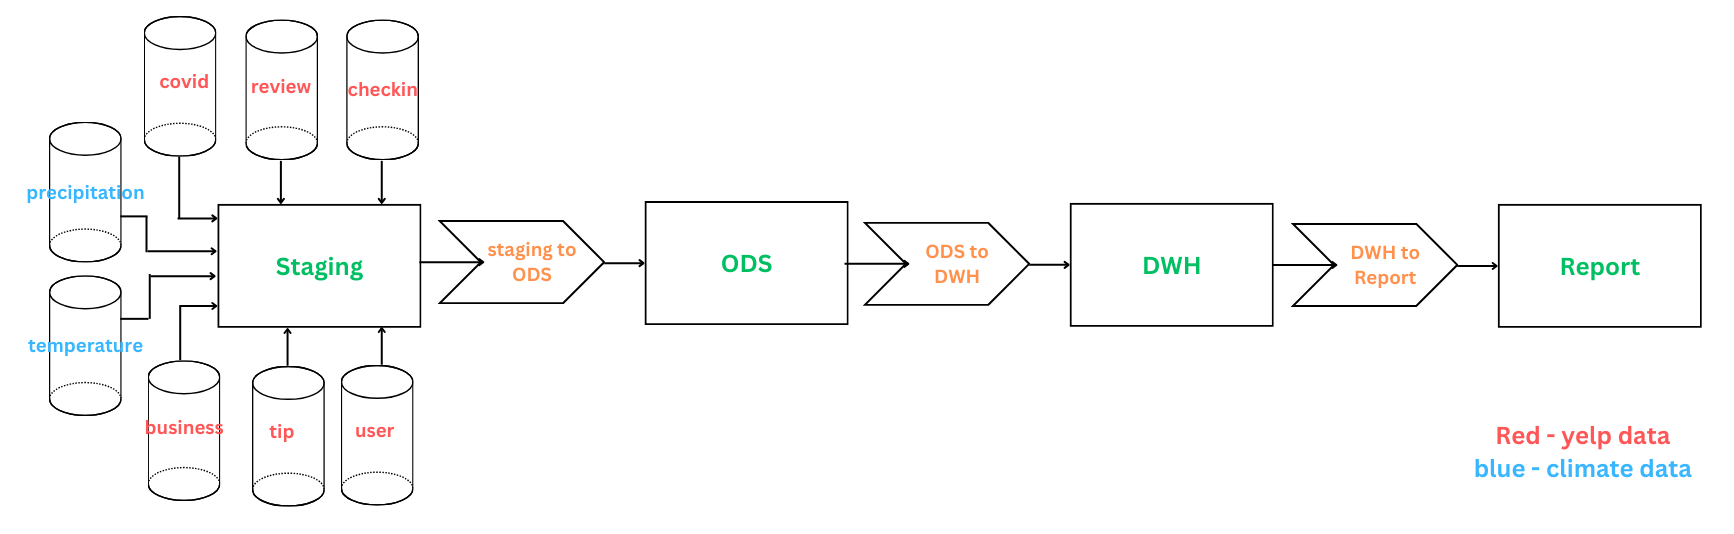 covid
review
checkin
precipitation
temperature
business
tip
user
Staging
staging to
ODS
ODS
ODS to
DWH
DWH
DWH to
Report
Report
Red - yelp data
blue - climate data